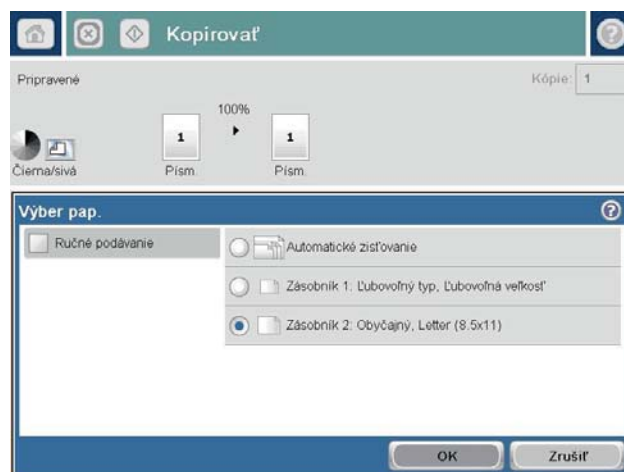 Kopírovať
Pripravené
Kópie: 1
100%
1
1
Čierna/sivá
Písm.
Písm.
Výber pap.
Ručné podávanie
Automatické zisťovanie
Zásobník 1: Ľubovoľný typ, Ľubovoľná veľkosť
Zásobník 2: Obyčajný, Letter (8.5x11)
OK
Zrušiť